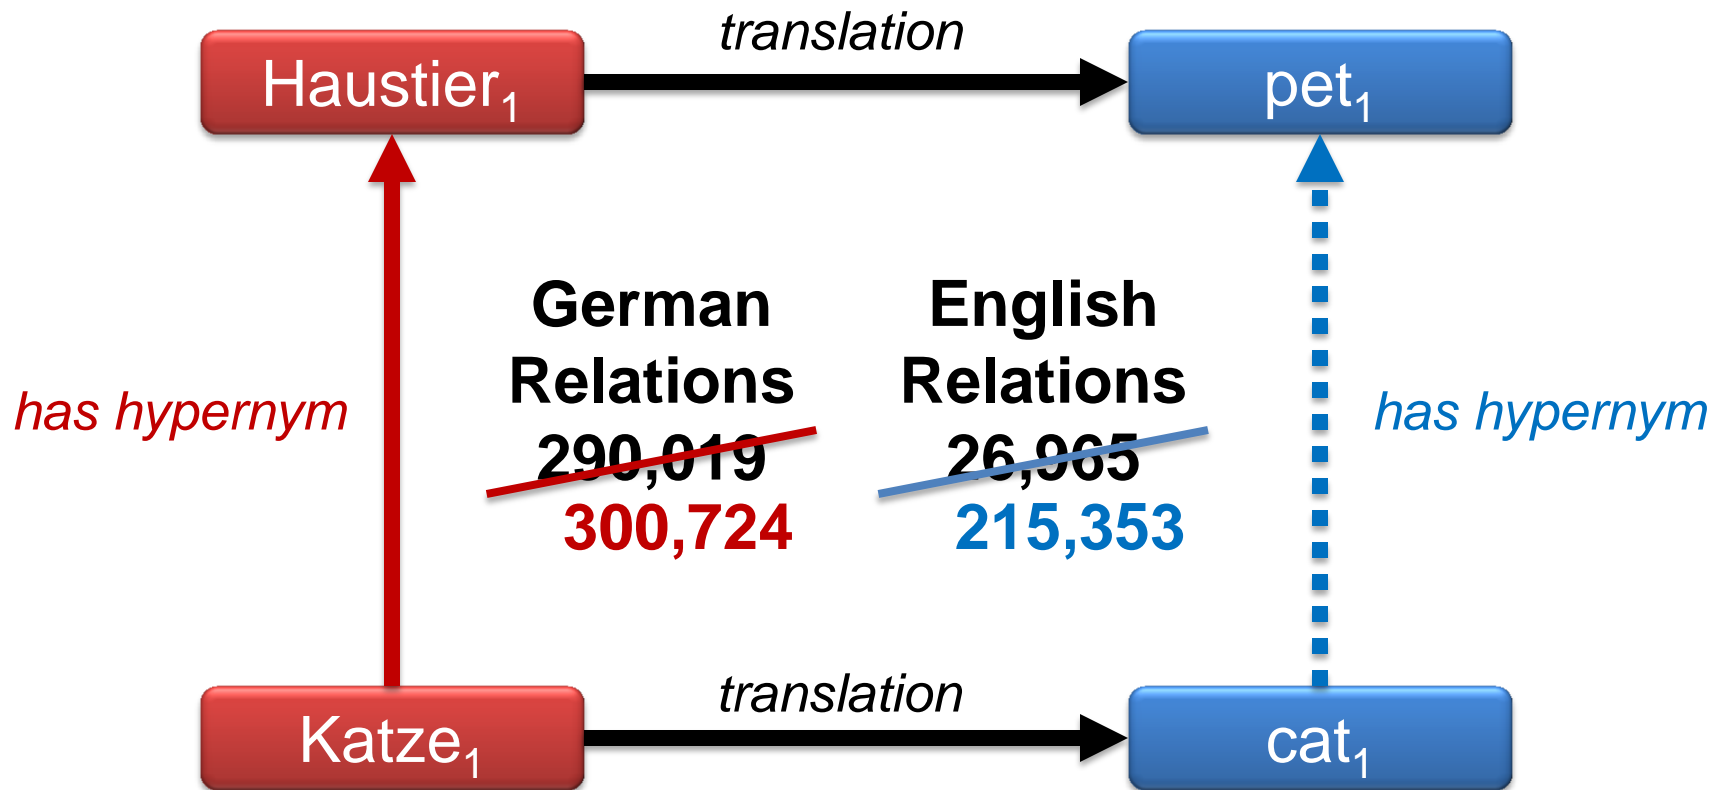 translation
Haustier₁
pet₁
German
Relations
290,019
300,724
English
Relations
26,965
215,353
has hypernym
has hypernym
translation
Katze₁
cat₁